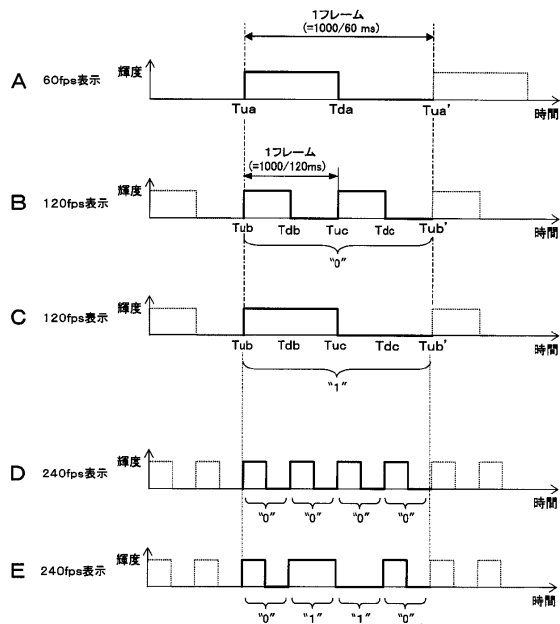 1フレーム
(=1000/60 ms)
A 60fps表示 輝度
Tua Tda Tua' 時間
1フレーム
(=1000/120ms)
B 120fps表示 輝度
Tub Tdb Tuc Tdc Tub' 時間
"0"
C 120fps表示 輝度
Tub Tdb Tuc Tdc Tub' 時間
"1"
D 240fps表示 輝度
時間
"0" "0" "0" "0"
E 240fps表示 輝度
時間
"0" "1" "1" "0"